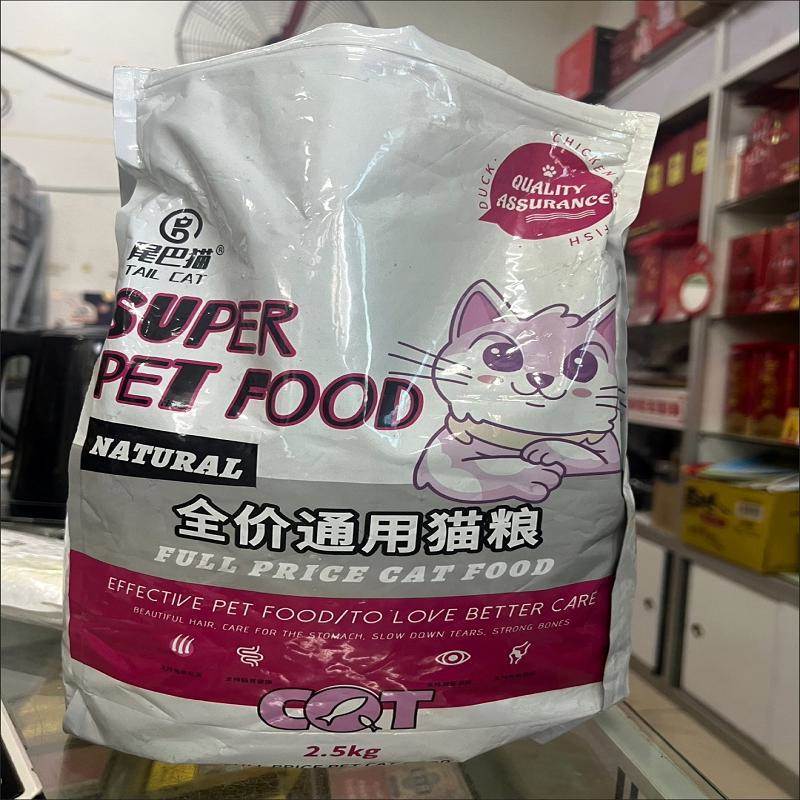 DUCK· CHICKEN· FISH
QUALITY
ASSURANCE
尾巴猫®
TAIL CAT
SUPER
PET FOOD
NATURAL
全价通用猫粮
FULL PRICE CAT FOOD
EFFECTIVE PET FOOD/TO LOVE BETTER CARE
BEAUTIFUL HAIR, CARE FOR THE STOMACH, SLOW DOWN TEARS, STRONG BONES
CAT
2.5kg